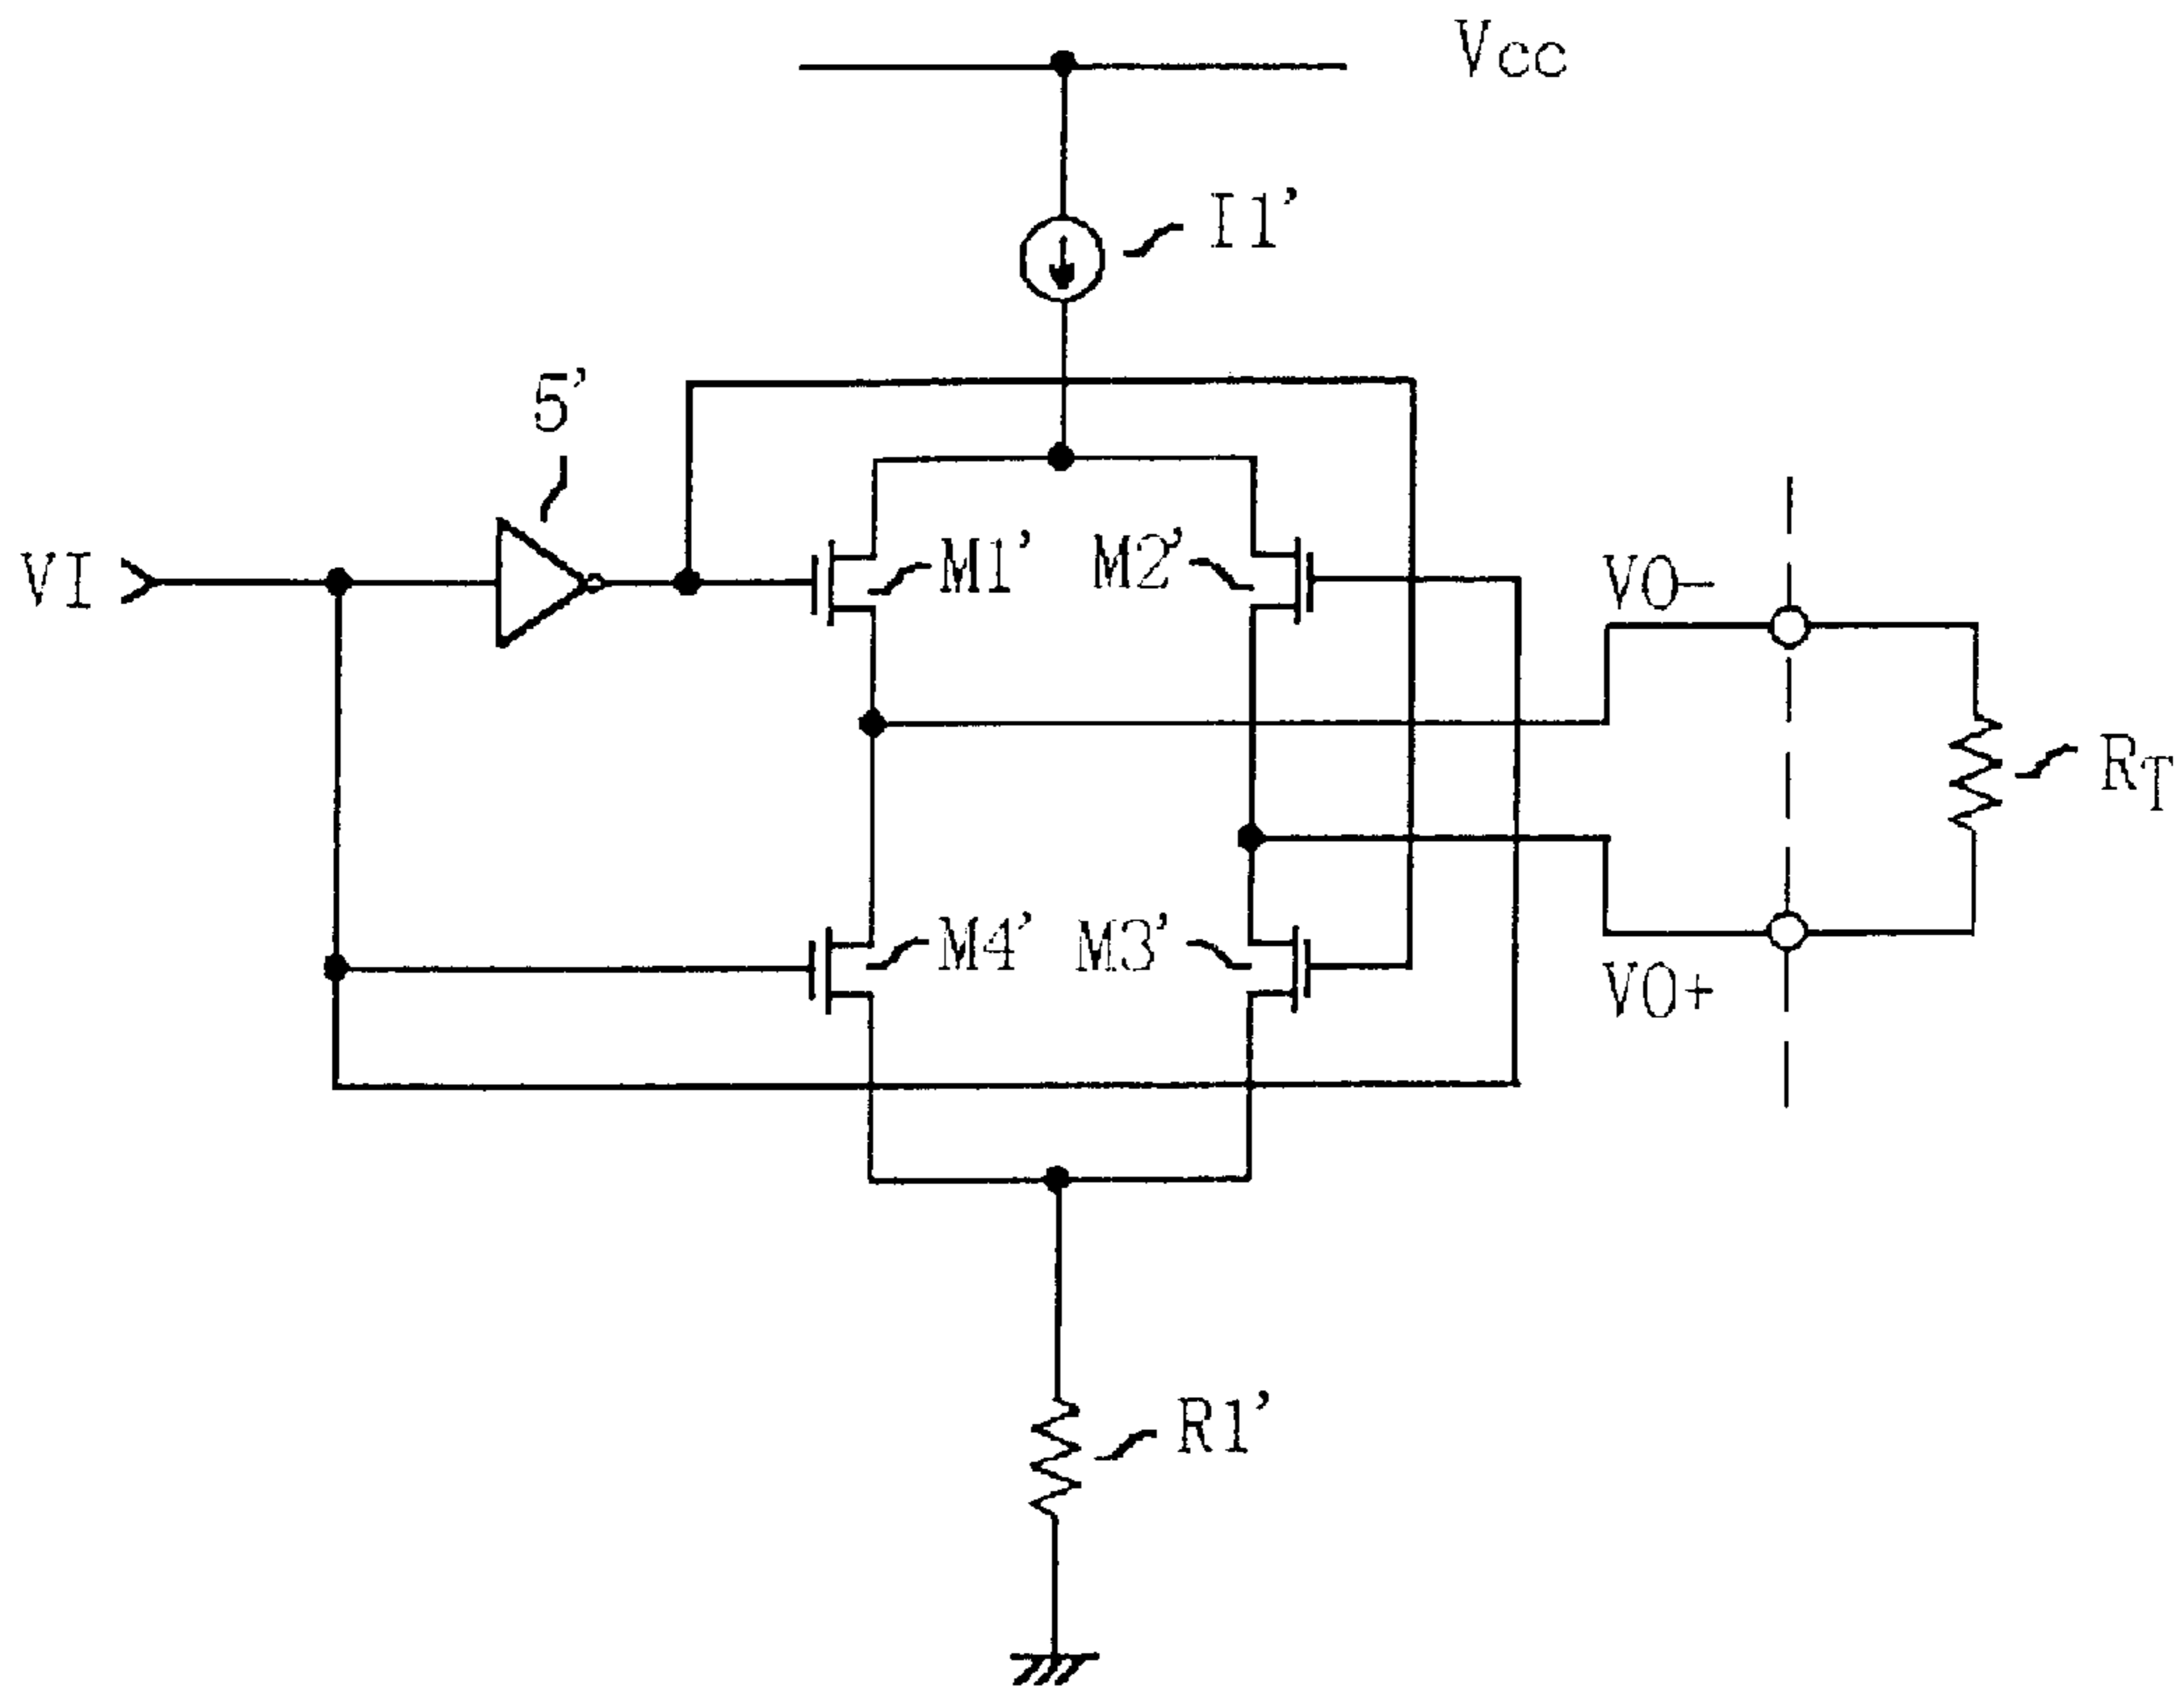 Vcc
I1'
5'
VI
M1'
M2'
VO-
RT
M4'
M3'
VO+
R1'